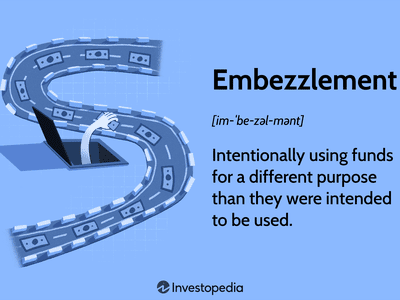 Embezzlement
[im-ˈbe-zəl-mənt]
Intentionally using funds
for a different purpose
than they were intended
to be used.
Investopedia